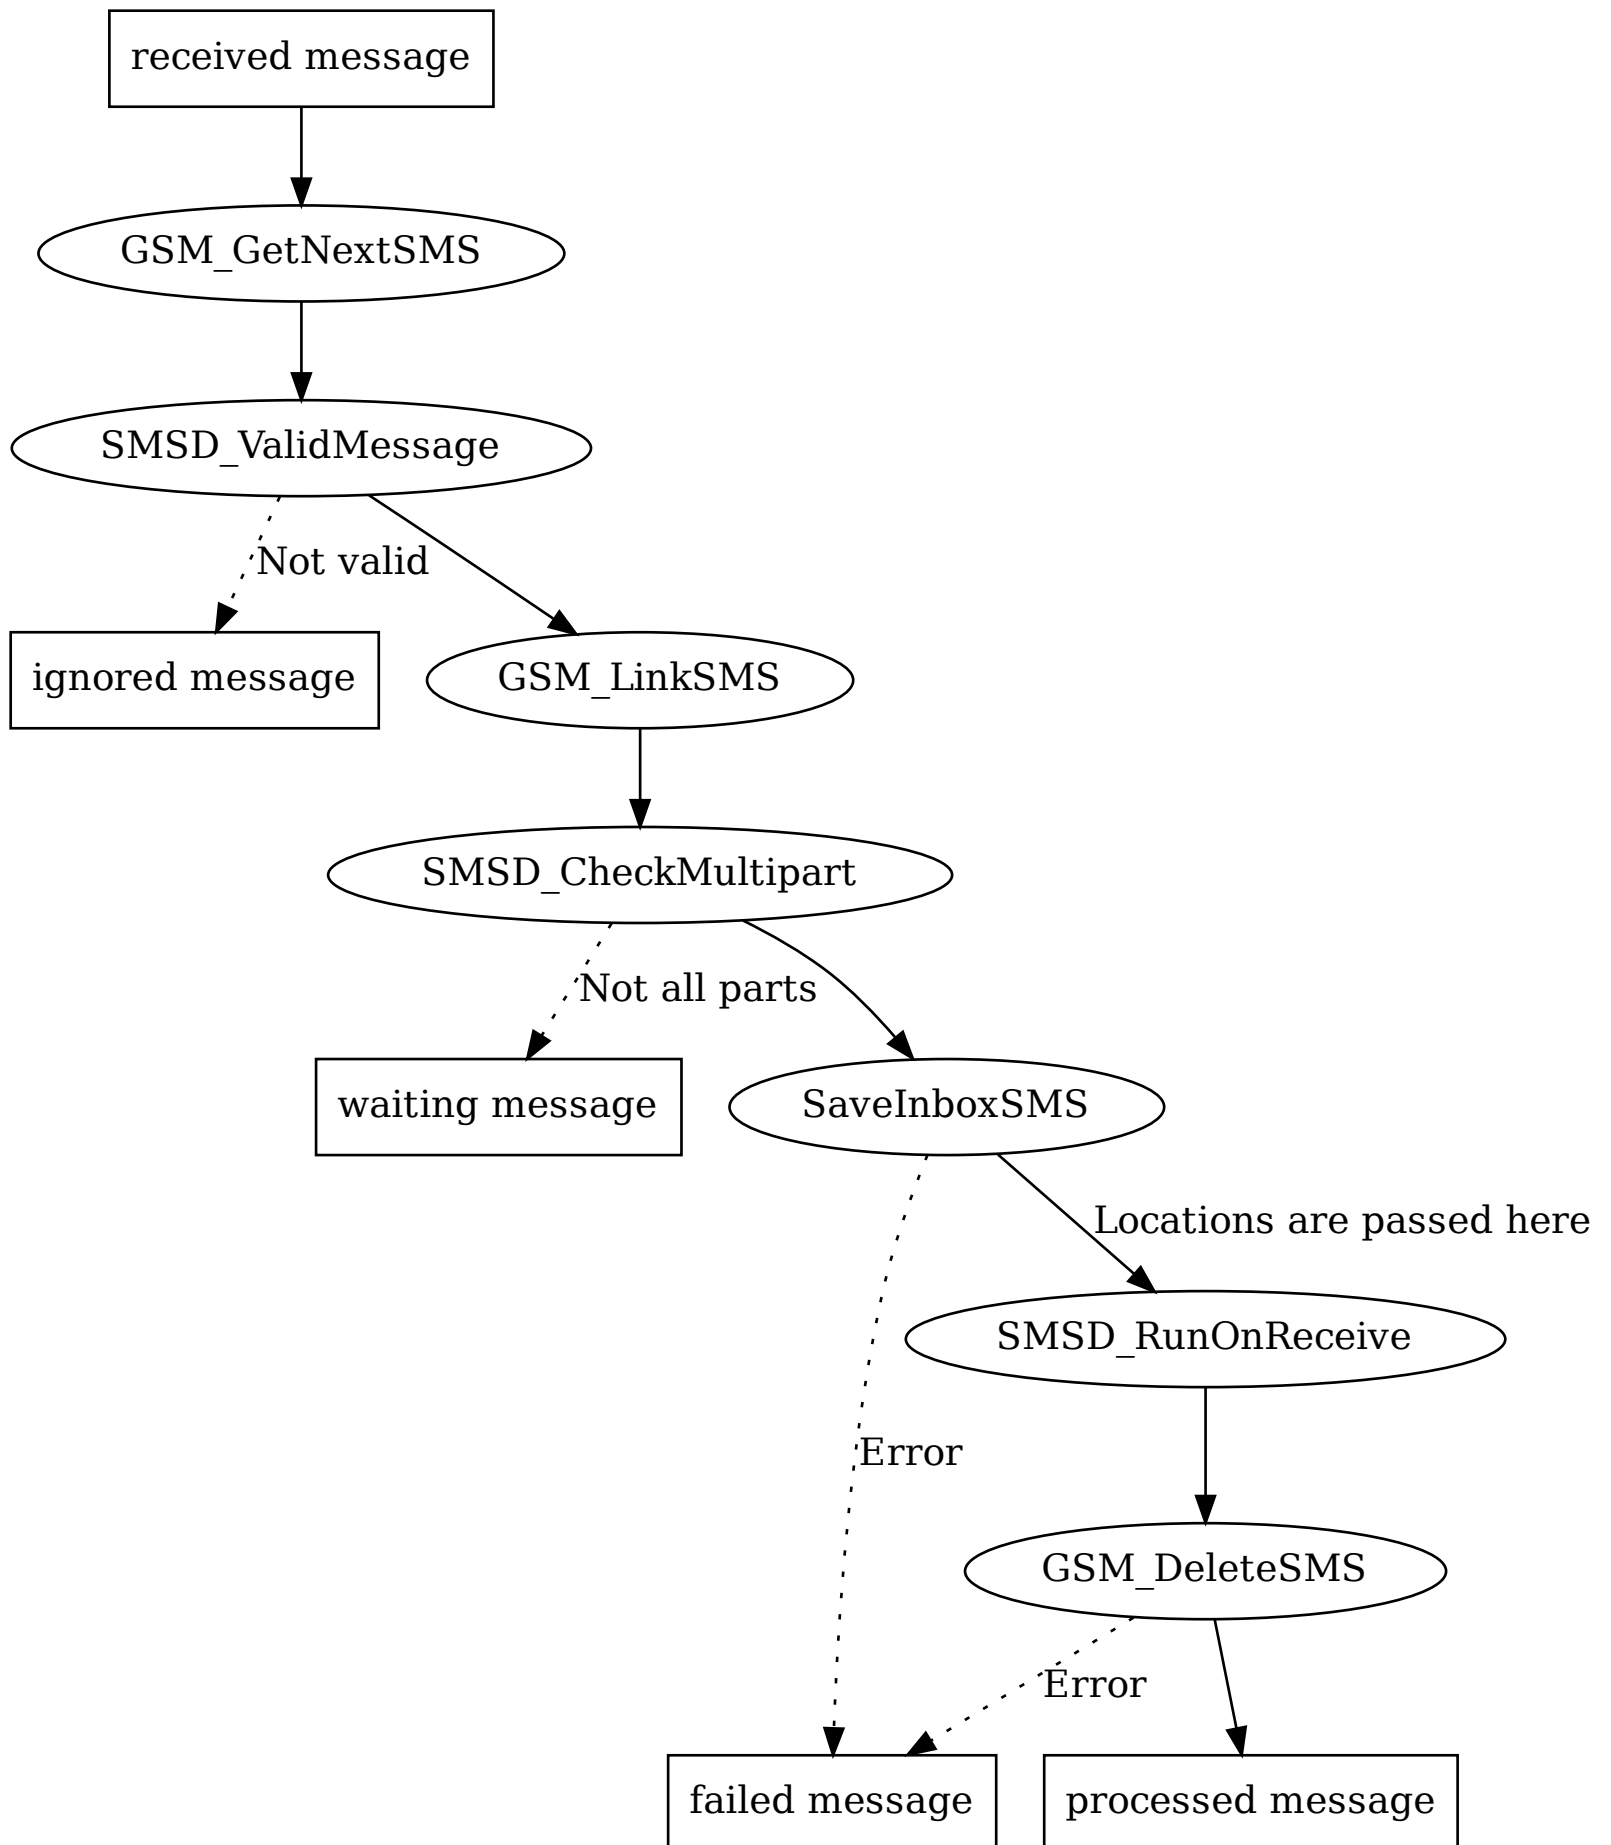 received message
GSM_GetNextSMS
SMSD_ValidMessage
Not valid
ignored message
GSM_LinkSMS
SMSD_CheckMultipart
Not all parts
waiting message
SaveInboxSMS
Locations are passed here
SMSD_RunOnReceive
Error
GSM_DeleteSMS
Error
failed message
processed message